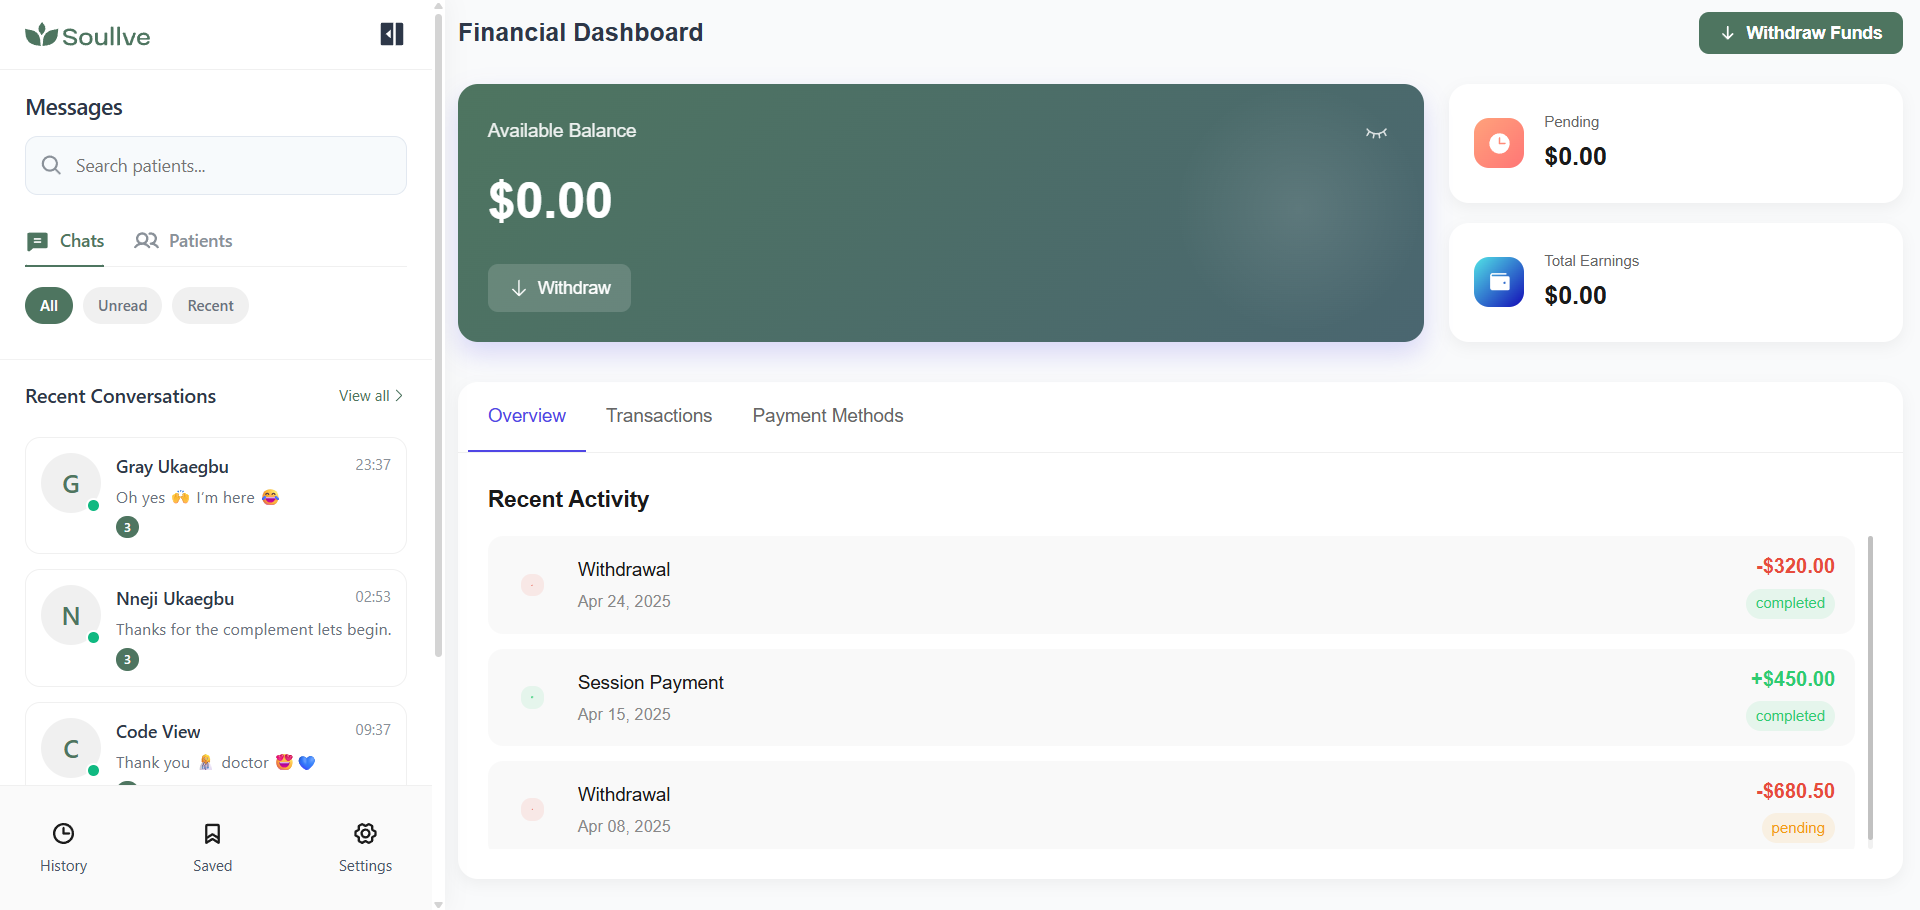 Soullve
Messages
Search patients...
Chats
Patients
All
Unread
Recent
Recent Conversations
View all
G
Gray Ukaegbu
23:37
Oh yes 🙌 I'm here 😂
3
N
Nneji Ukaegbu
02:53
Thanks for the complement lets begin.
3
C
Code View
09:37
Thank you 🤱 doctor 😍 💙
History
Saved
Settings
Financial Dashboard
Withdraw Funds
Available Balance
$0.00
Withdraw
Pending
$0.00
Total Earnings
$0.00
Overview
Transactions
Payment Methods
Recent Activity
Withdrawal
-$320.00
Apr 24, 2025
completed
Session Payment
+$450.00
Apr 15, 2025
completed
Withdrawal
-$680.50
Apr 08, 2025
pending